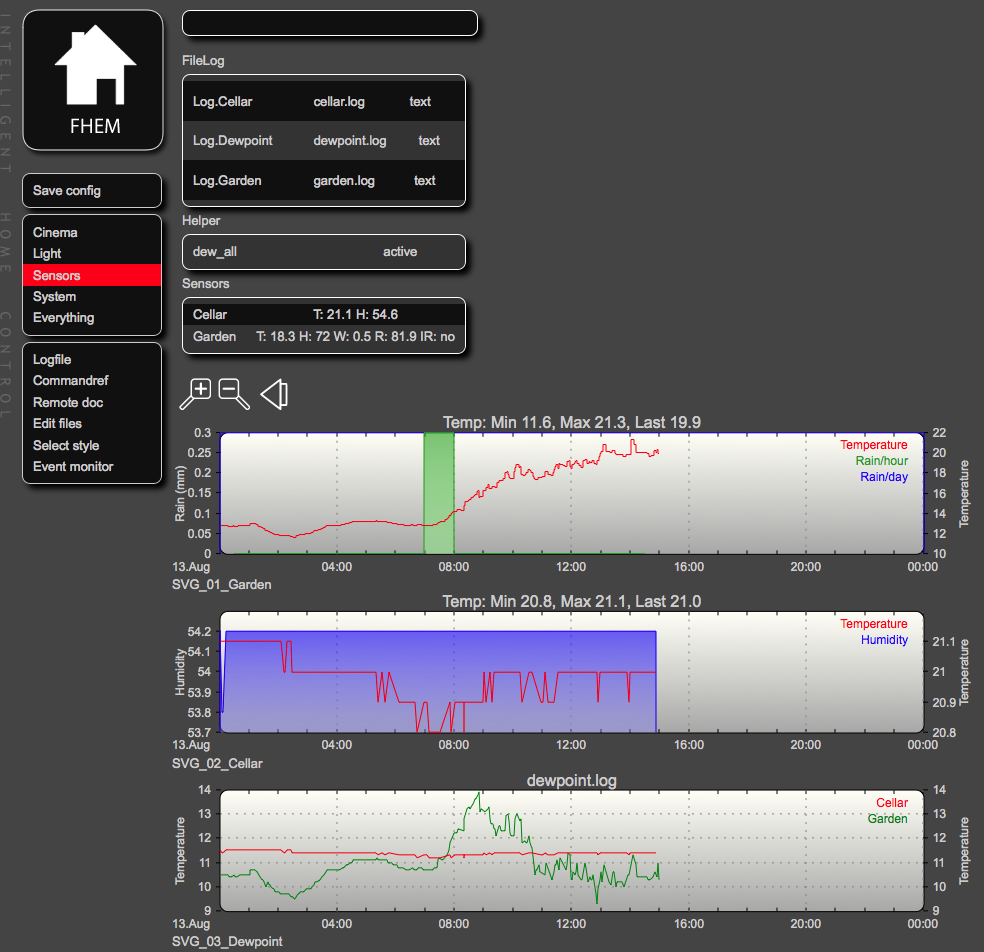 INTELLIGENT HOME CONTROL
FHEM
Save config
Cinema
Light
Sensors
System
Everything
Logfile
Commandref
Remote doc
Edit files
Select style
Event monitor
FileLog
Log.Cellar cellar.log text
Log.Dewpoint dewpoint.log text
Log.Garden garden.log text
Helper
dew_all active
Sensors
Cellar T: 21.1 H: 54.6
Garden T: 18.3 H: 72 W: 0.5 R: 81.9 IR: no
Temp: Min 11.6, Max 21.3, Last 19.9
Rain (mm)
0.3
0.25
0.2
0.15
0.1
0.05
0
Temperature
Rain/hour
Rain/day
22
20
18
16
14
12
10
Temperature
13.Aug 04:00 08:00 12:00 16:00 20:00 00:00
SVG_01_Garden
Temp: Min 20.8, Max 21.1, Last 21.0
Humidity
54.2
54.1
54
53.9
53.8
53.7
Temperature
Humidity
21.1
21
20.9
20.8
Temperature
13.Aug 04:00 08:00 12:00 16:00 20:00 00:00
SVG_02_Cellar
dewpoint.log
Temperature
14
13
12
11
10
9
Cellar
Garden
14
13
12
11
10
9
Temperature
13.Aug 04:00 08:00 12:00 16:00 20:00 00:00
SVG_03_Dewpoint